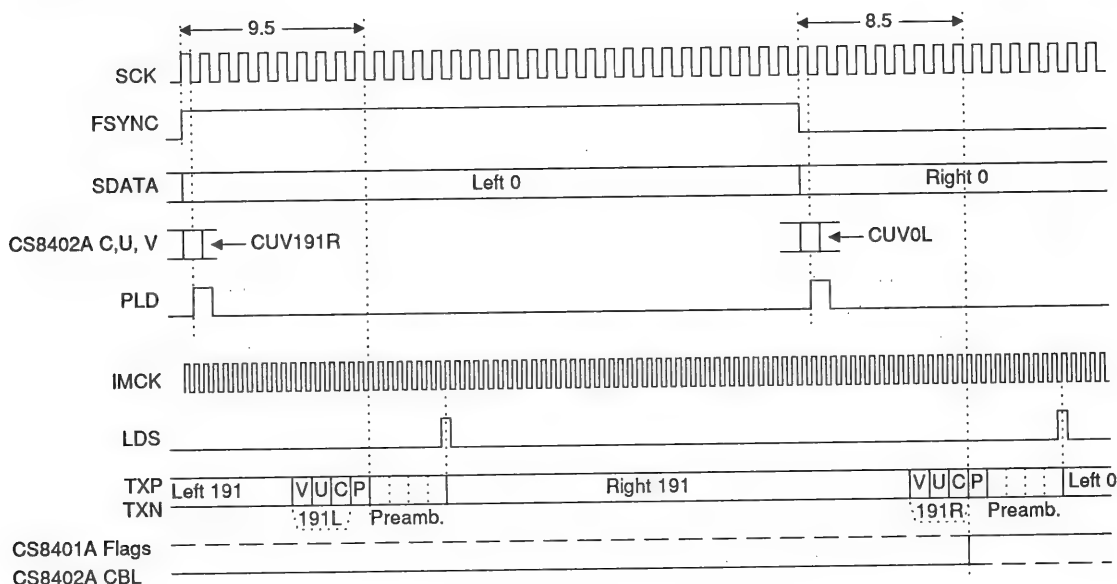 9.5
8.5
SCK
FSYNC
SDATA
Left 0
Right 0
CS8402A C,U, V
CUV191R
CUV0L
PLD
IMCK
LDS
TXP
TXN
Left 191
V U C P
191L
Preamb.
Right 191
V U C P
191R
Preamb.
Left 0
CS8401A Flags
CS8402A CBL